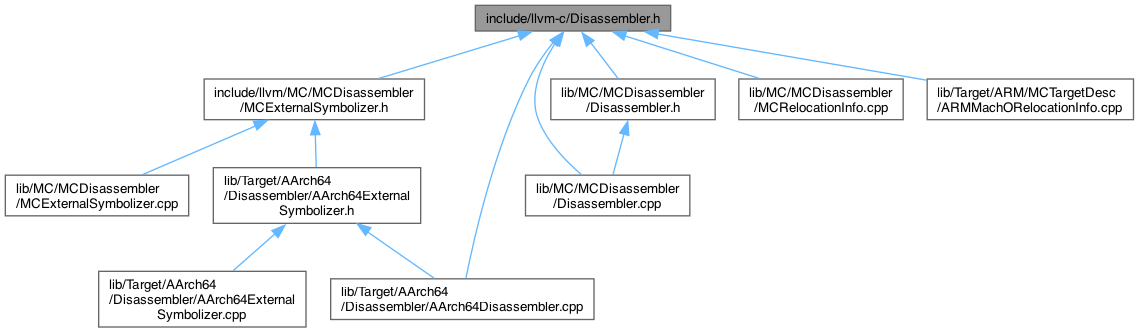 include/llvm-c/Disassembler.h
include/llvm/MC/MCDisassembler
/MCExternalSymbolizer.h
lib/MC/MCDisassembler
/Disassembler.h
lib/MC/MCDisassembler
/MCRelocationInfo.cpp
lib/Target/ARM/MCTargetDesc
/ARMMachORelocationInfo.cpp
lib/MC/MCDisassembler
/MCExternalSymbolizer.cpp
lib/Target/AArch64
/Disassembler/AArch64External
Symbolizer.h
lib/MC/MCDisassembler
/Disassembler.cpp
lib/Target/AArch64
/Disassembler/AArch64External
Symbolizer.cpp
lib/Target/AArch64
/Disassembler/AArch64Disassembler.cpp